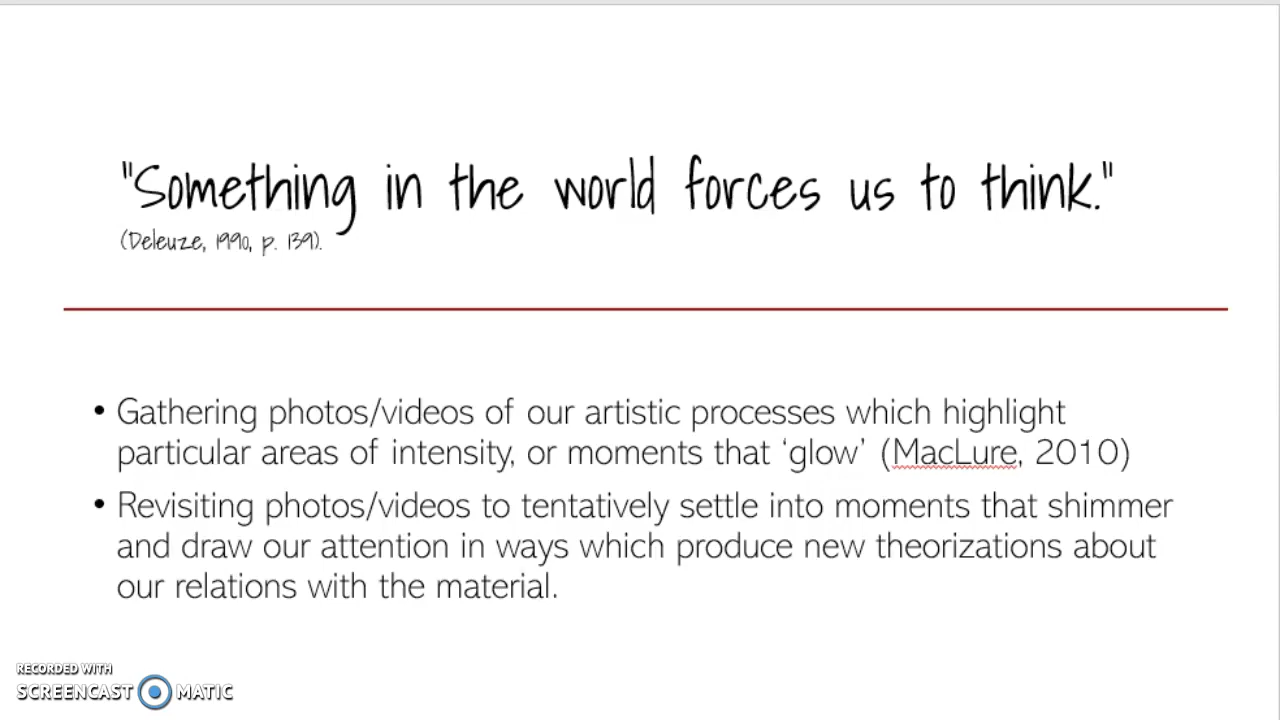 "Something in the world forces us to think."
(Deleuze, 1990, p. 139).
• Gathering photos/videos of our artistic processes which highlight
particular areas of intensity, or moments that ‘glow’ (MacLure, 2010)
• Revisiting photos/videos to tentatively settle into moments that shimmer
and draw our attention in ways which produce new theorizations about
our relations with the material.
RECORDED WITH
SCREENCAST MATIC